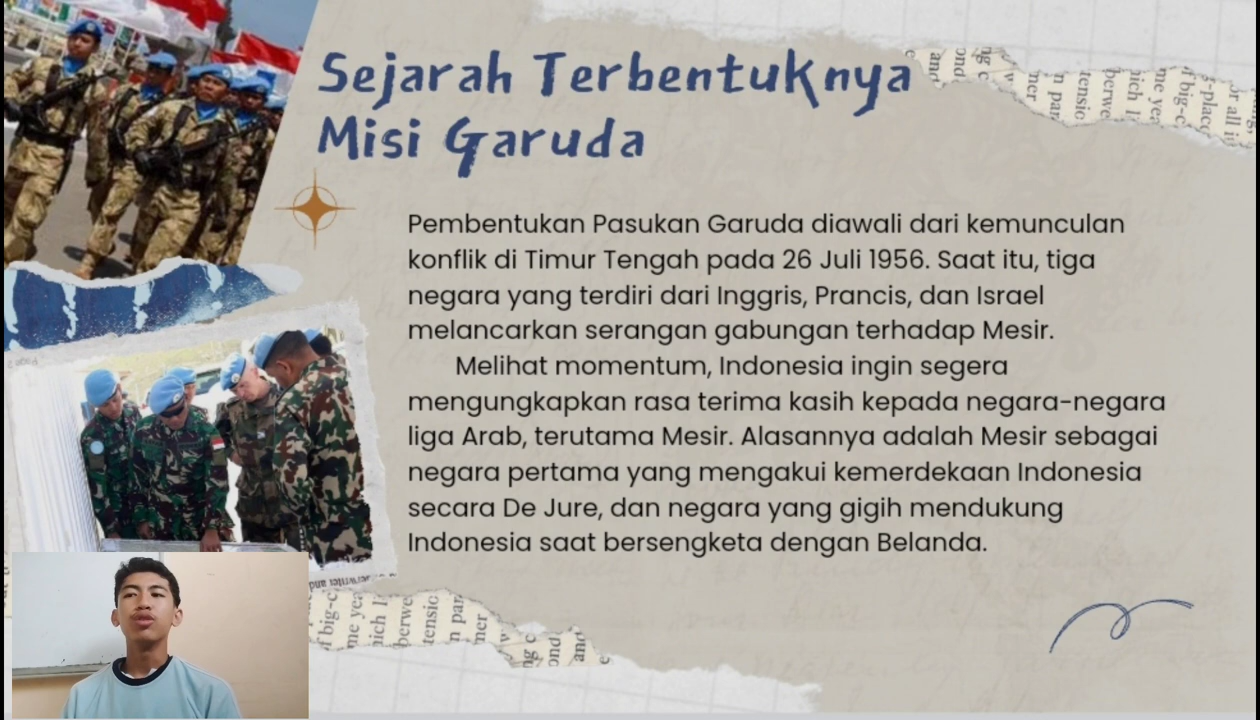 Sejarah Terbentuknya
Misi Garuda
Pembentukan Pasukan Garuda diawali dari kemunculan
konflik di Timur Tengah pada 26 Juli 1956. Saat itu, tiga
negara yang terdiri dari Inggris, Prancis, dan Israel
melancarkan serangan gabungan terhadap Mesir.
Melihat momentum, Indonesia ingin segera
mengungkapkan rasa terima kasih kepada negara-negara
liga Arab, terutama Mesir. Alasannya adalah Mesir sebagai
negara pertama yang mengakui kemerdekaan Indonesia
secara De Jure, dan negara yang gigih mendukung
Indonesia saat bersengketa dengan Belanda.